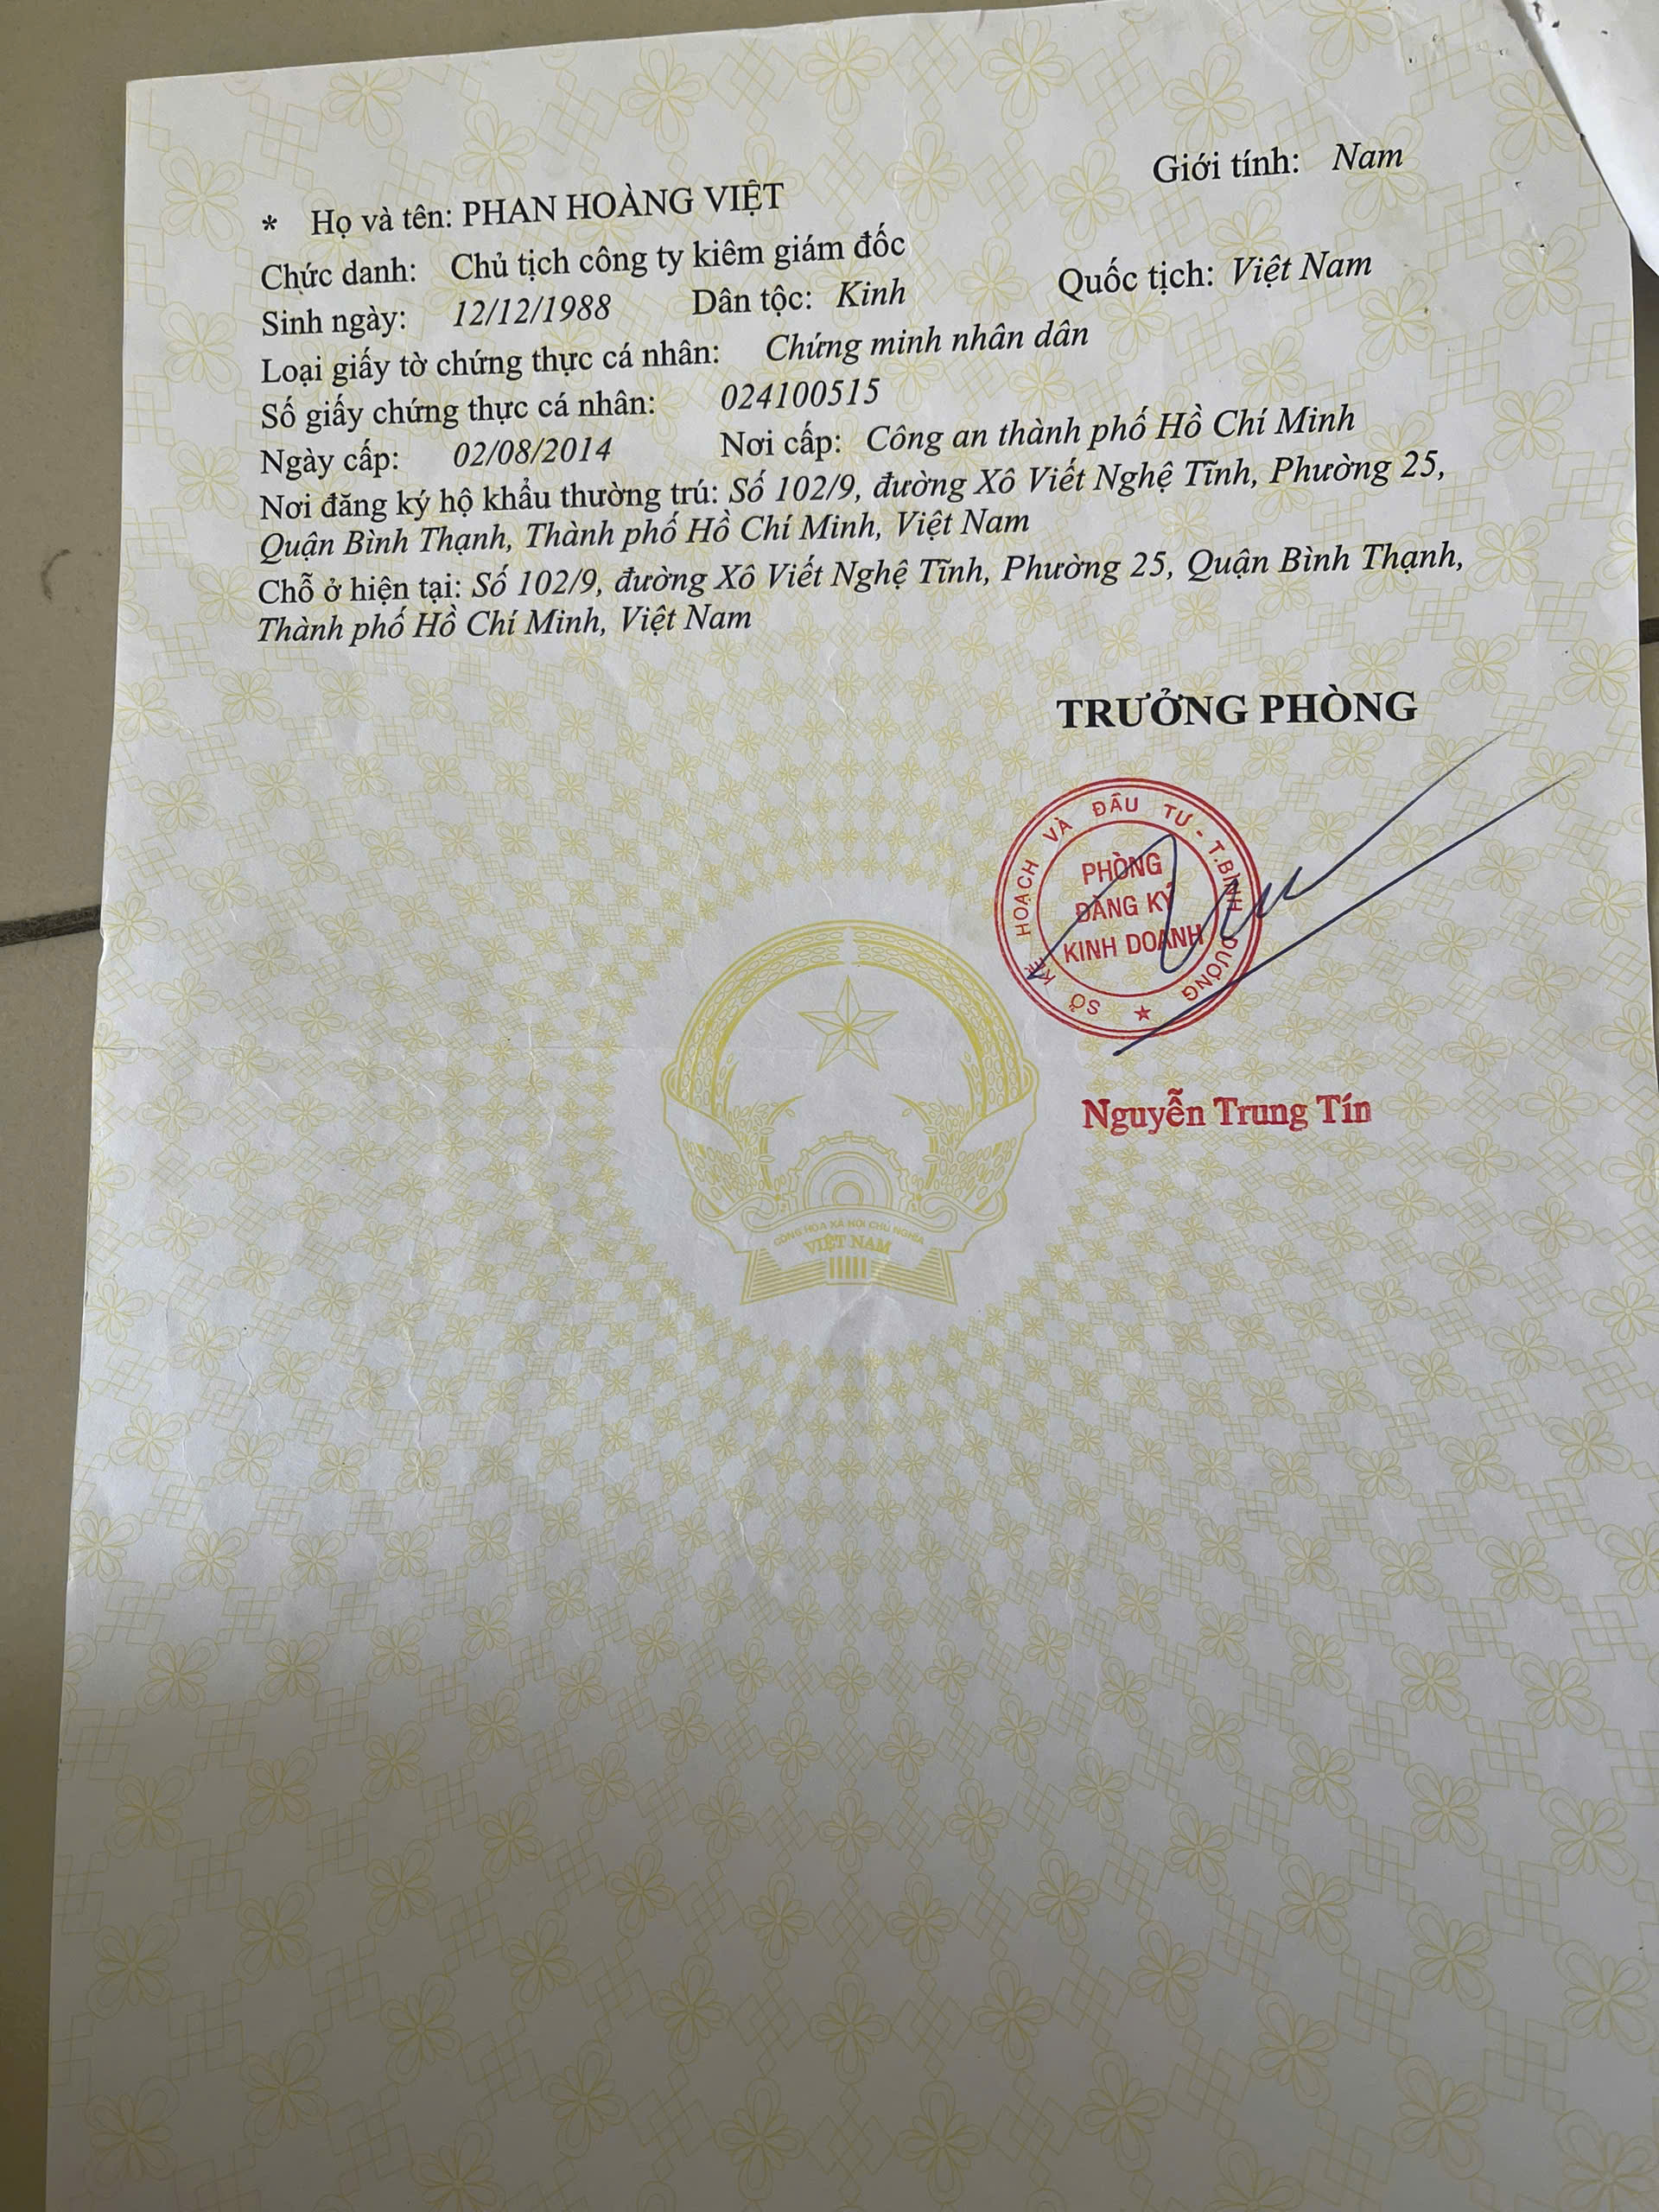 * Họ và tên: PHAN HOÀNG VIỆT Giới tính: Nam
Chức danh: Chủ tịch công ty kiêm giám đốc
Sinh ngày: 12/12/1988 Dân tộc: Kinh Quốc tịch: Việt Nam
Loại giấy tờ chứng thực cá nhân: Chứng minh nhân dân
Số giấy chứng thực cá nhân: 024100515
Ngày cấp: 02/08/2014 Nơi cấp: Công an thành phố Hồ Chí Minh
Nơi đăng ký hộ khẩu thường trú: Số 102/9, đường Xô Viết Nghệ Tĩnh, Phường 25,
Quận Bình Thạnh, Thành phố Hồ Chí Minh, Việt Nam
Chỗ ở hiện tại: Số 102/9, đường Xô Viết Nghệ Tĩnh, Phường 25, Quận Bình Thạnh,
Thành phố Hồ Chí Minh, Việt Nam
TRƯỞNG PHÒNG
SỞ KẾ HOẠCH VÀ ĐẦU TƯ - T.BÌNH DƯƠNG
PHÒNG
ĐĂNG KÝ
KINH DOANH
Nguyễn Trung Tín
CỘNG HÒA XÃ HỘI CHỦ NGHĨA
VIỆT NAM